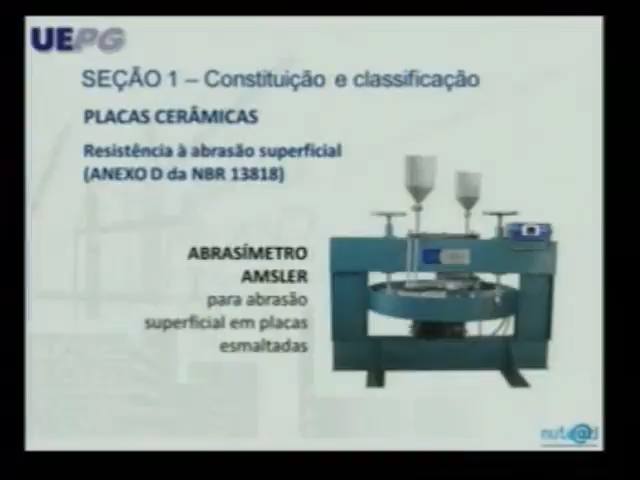 UEPG
SEÇÃO 1 – Constituição e classificação
PLACAS CERÂMICAS
Resistência à abrasão superficial
(ANEXO D da NBR 13818)
ABRASÍMETRO
AMSLER
para abrasão
superficial em placas
esmaltadas
nute@d